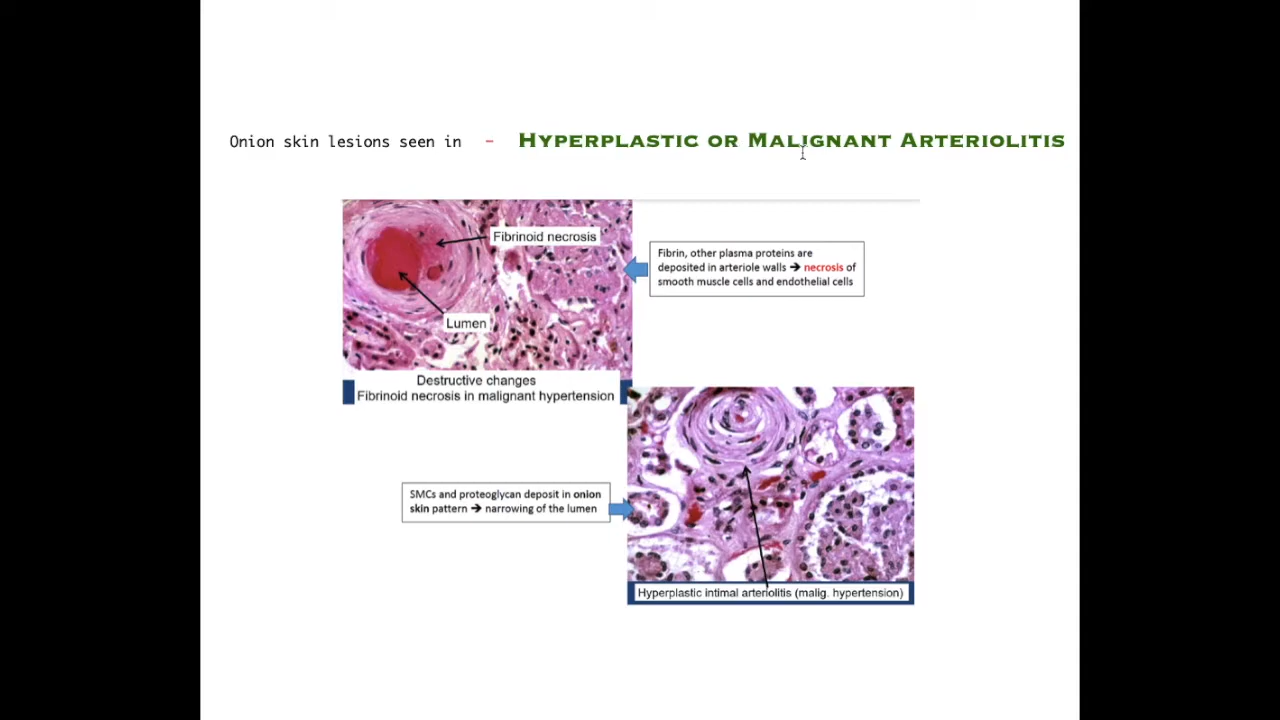 Onion skin lesions seen in - HYPERPLASTIC OR MALIGNANT ARTERIOLITIS
Fibrinoid necrosis
Lumen
Fibrin, other plasma proteins are
deposited in arteriole walls → necrosis of
smooth muscle cells and endothelial cells
Destructive changes
Fibrinoid necrosis in malignant hypertension
SMCs and proteoglycan deposit in onion
skin pattern → narrowing of the lumen
Hyperplastic intimal arteriolitis (malig. hypertension)